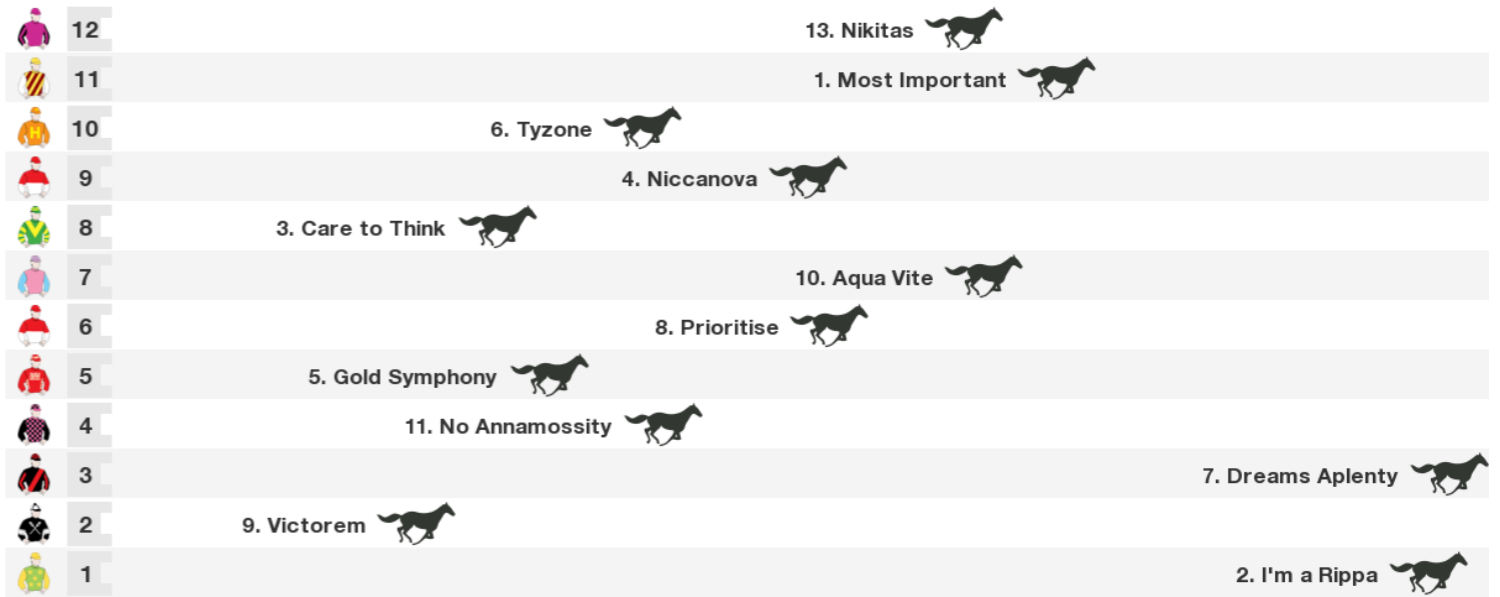 12 13. Nikitas
11 1. Most Important
H 10 6. Tyzone
9 4. Niccanova
8 3. Care to Think
7 10. Aqua Vite
6 8. Prioritise
5 5. Gold Symphony
4 11. No Annamossity
3 7. Dreams Aplenty
2 9. Victorem
1 2. I'm a Rippa